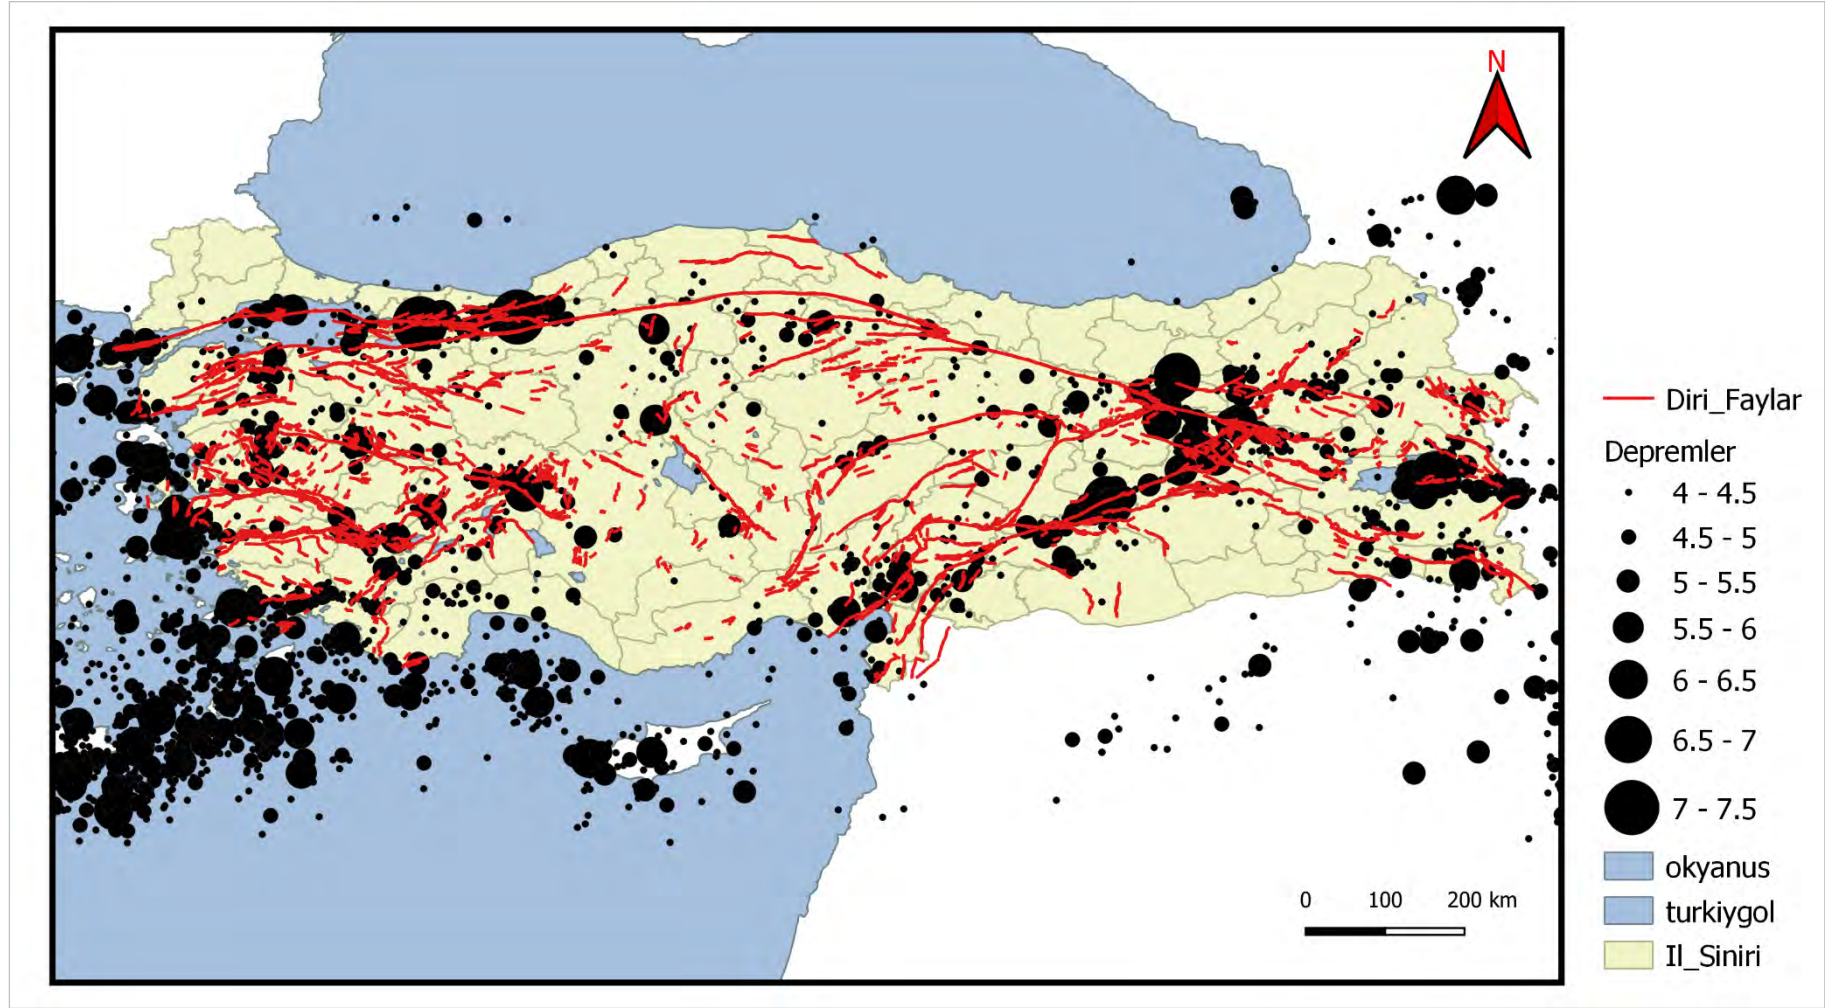 N
Diri_Faylar
Depremler
4 - 4.5
4.5 - 5
5 - 5.5
5.5 - 6
6 - 6.5
6.5 - 7
7 - 7.5
okyanus
turkiygol
Il_Siniri
0 100 200 km